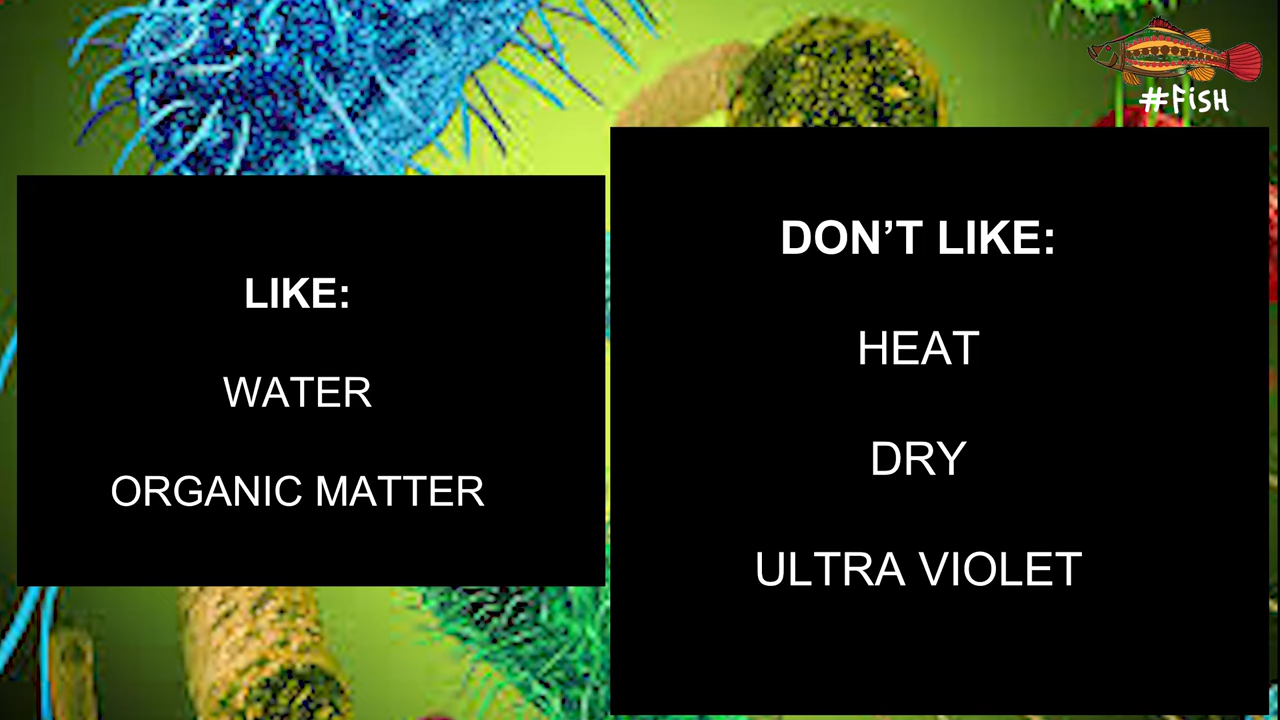 #FiSH
LIKE:
WATER
ORGANIC MATTER
DON’T LIKE:
HEAT
DRY
ULTRA VIOLET